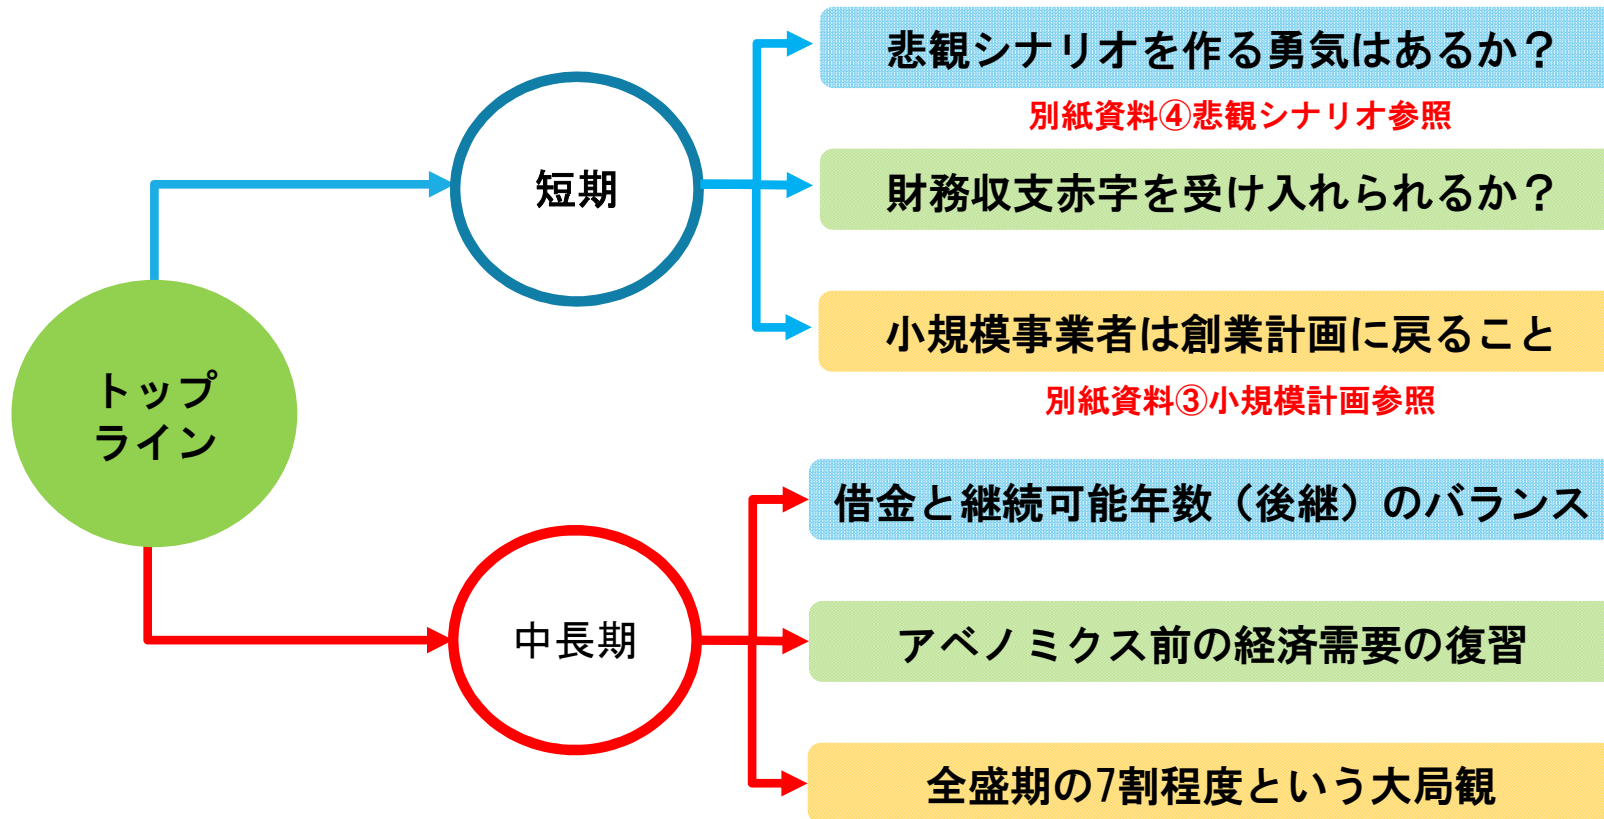 トップ
ライン
短期
悲観シナリオを作る勇気はあるか？
別紙資料④悲観シナリオ参照
財務収支赤字を受け入れられるか？
小規模事業者は創業計画に戻ること
別紙資料③小規模計画参照
中長期
借金と継続可能年数（後継）のバランス
アベノミクス前の経済需要の復習
全盛期の7割程度という大局観